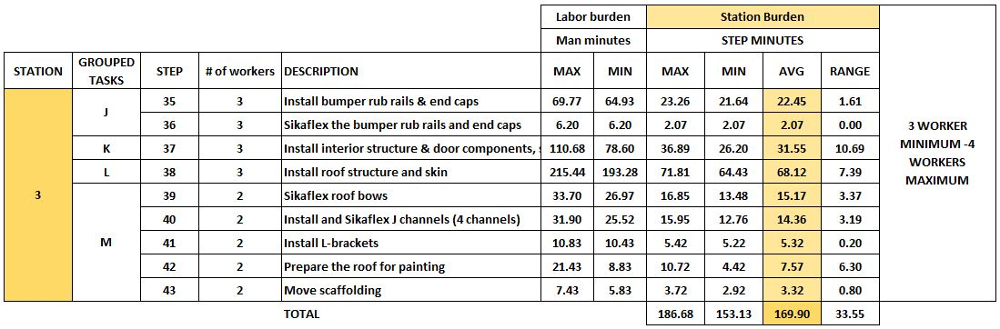 Labor burden Station Burden
Man minutes STEP MINUTES
STATION GROUPED TASKS STEP # of workers DESCRIPTION MAX MIN MAX MIN AVG RANGE
3 J 35 3 Install bumper rub rails & end caps 69.77 64.93 23.26 21.64 22.45 1.61
36 3 Sikaflex the bumper rub rails and end caps 6.20 6.20 2.07 2.07 2.07 0.00
K 37 3 Install interior structure & door components, 110.68 78.60 36.89 26.20 31.55 10.69
L 38 3 Install roof structure and skin 215.44 193.28 71.81 64.43 68.12 7.39
M 39 2 Sikaflex roof bows 33.70 26.97 16.85 13.48 15.17 3.37
40 2 Install and Sikaflex J channels (4 channels) 31.90 25.52 15.95 12.76 14.36 3.19
41 2 Install L-brackets 10.83 10.43 5.42 5.22 5.32 0.20
42 2 Prepare the roof for painting 21.43 8.83 10.72 4.42 7.57 6.30
43 2 Move scaffolding 7.43 5.83 3.72 2.92 3.32 0.80
TOTAL 186.68 153.13 169.90 33.55
3 WORKER
MINIMUM -4
WORKERS
MAXIMUM